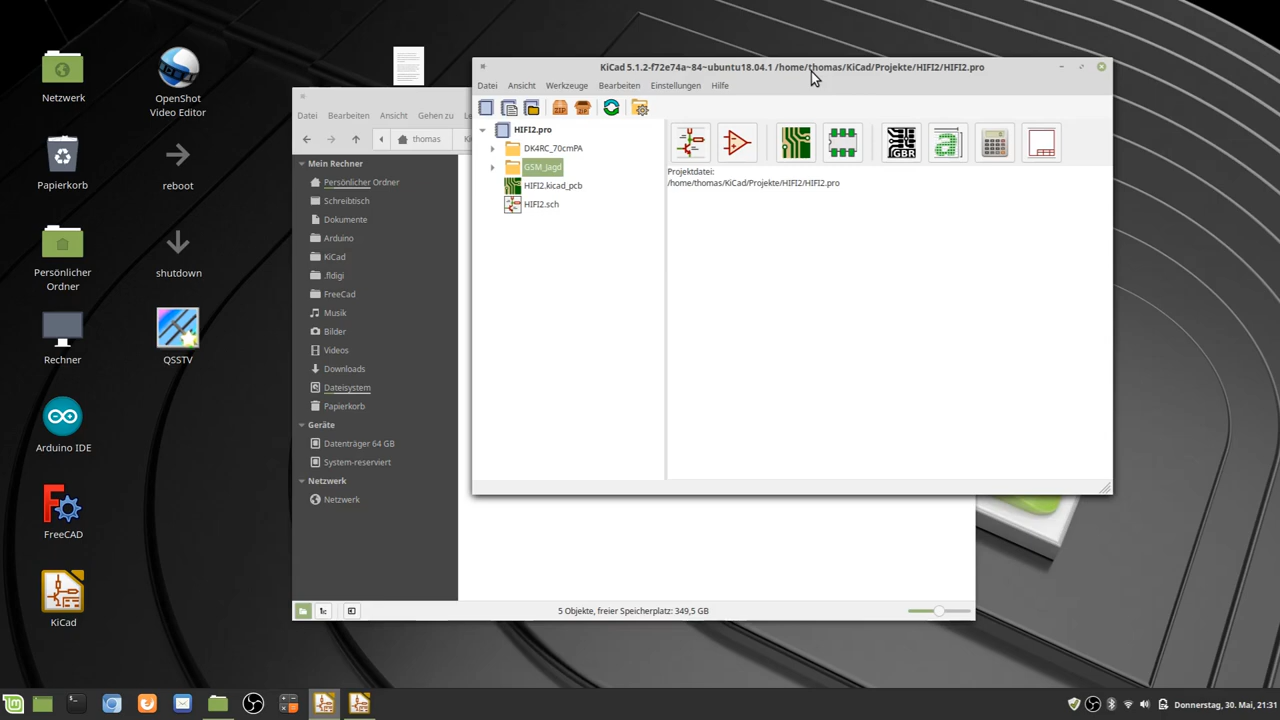 Netzwerk
OpenShot
Video Editor
Papierkorb
reboot
Persönlicher
Ordner
shutdown
Rechner
QSSTV
Arduino IDE
FreeCAD
KiCad
Datei Bearbeiten Ansicht Gehen zu
thomas
Mein Rechner
Persönlicher Ordner
Schreibtisch
Dokumente
Arduino
KiCad
.fldigi
FreeCad
Musik
Bilder
Videos
Downloads
Dateisystem
Papierkorb
Geräte
Datenträger 64 GB
System-reserviert
Netzwerk
Netzwerk
5 Objekte, freier Speicherplatz: 349,5 GB
KiCad 5.1.2-f72e74a~84~ubuntu18.04.1 /home/thomas/KiCad/Projekte/HIFI2/HIFI2.pro
Datei Ansicht Werkzeuge Bearbeiten Einstellungen Hilfe
HIFI2.pro
DK4RC_70cmPA
GSM_Jagd
HIFI2.kicad_pcb
HIFI2.sch
GBR
Projektdatei:
/home/thomas/KiCad/Projekte/HIFI2/HIFI2.pro
Donnerstag, 30. Mai, 21:31